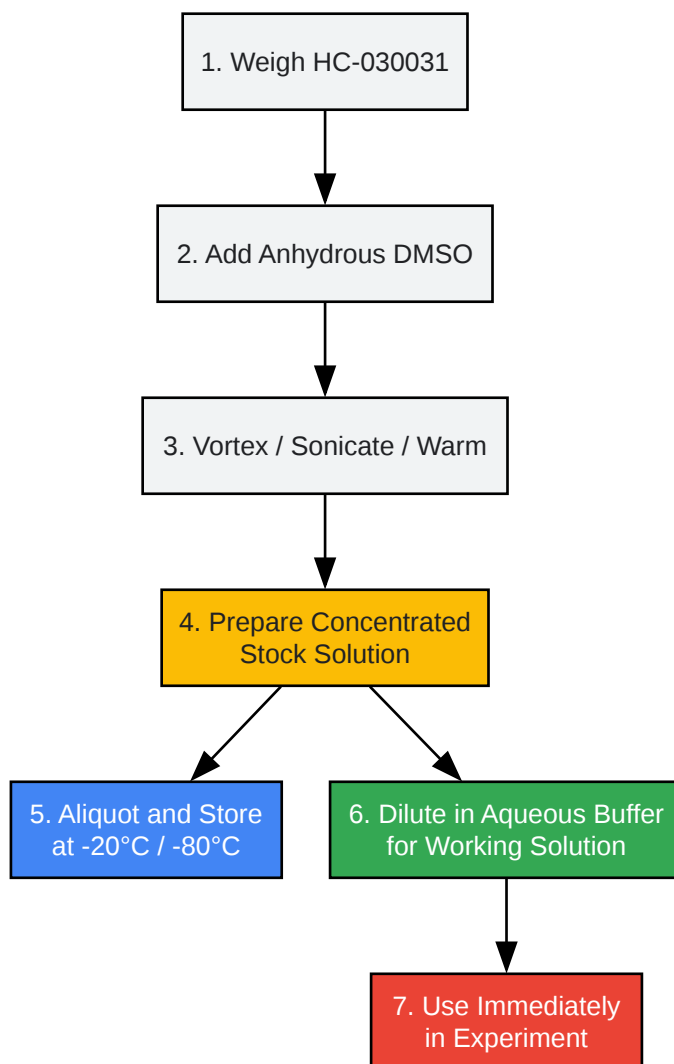 1. Weigh HC-030031
2. Add Anhydrous DMSO
3. Vortex / Sonicate / Warm
4. Prepare Concentrated
Stock Solution
5. Aliquot and Store
at -20°C / -80°C
6. Dilute in Aqueous Buffer
for Working Solution
7. Use Immediately
in Experiment